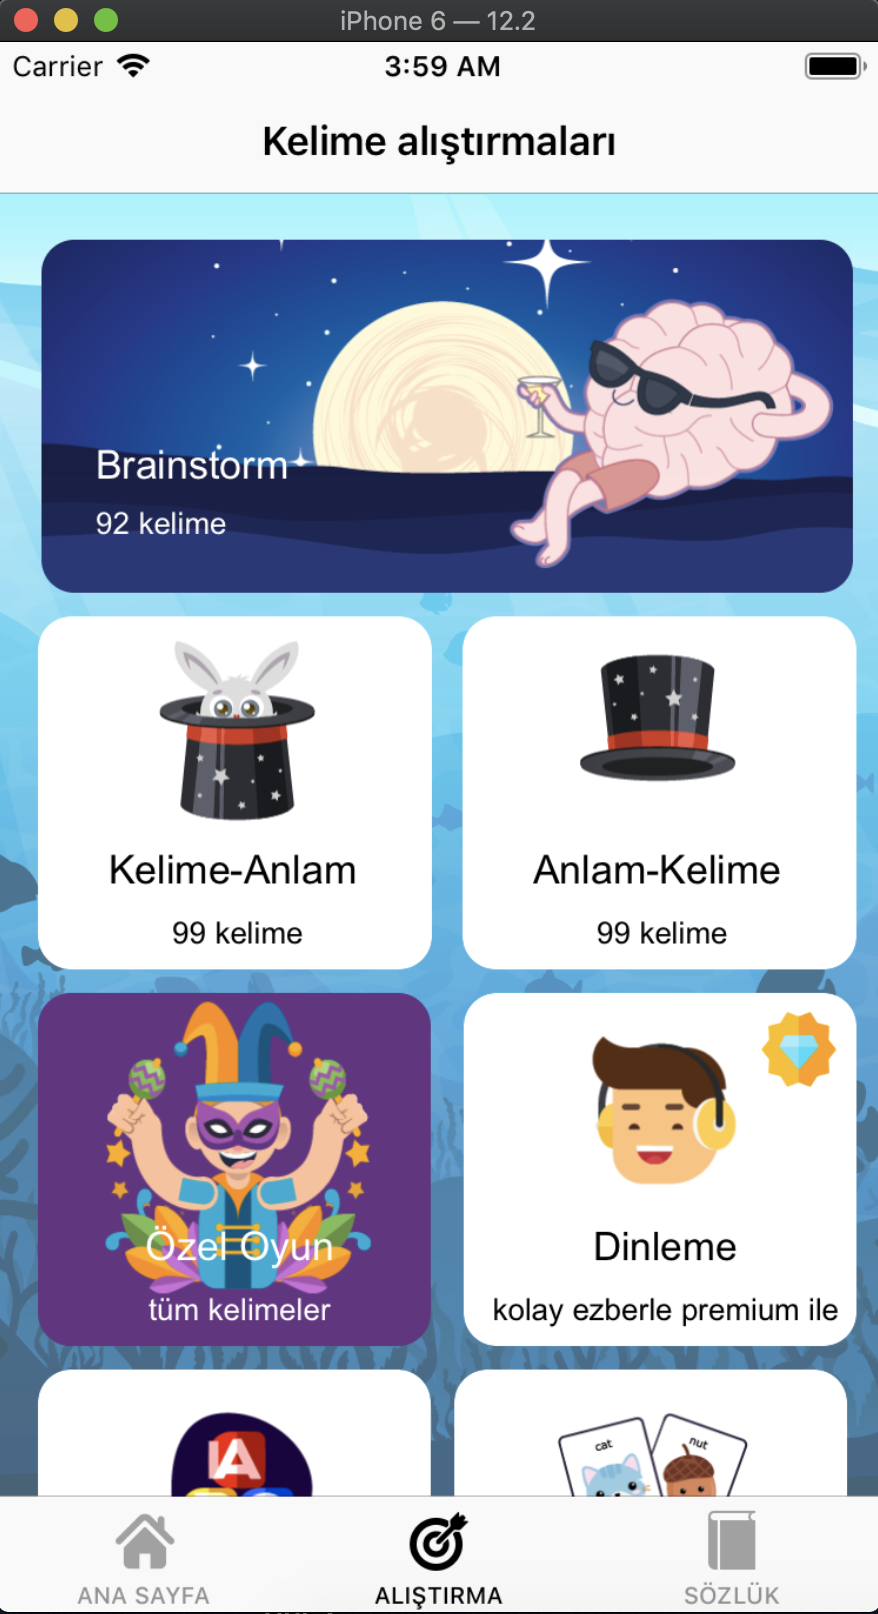 iPhone 6 — 12.2
Carrier
3:59 AM
Kelime alıştırmaları
Brainstorm
92 kelime
Kelime-Anlam
99 kelime
Anlam-Kelime
99 kelime
Özel Oyun
tüm kelimeler
Dinleme
kolay ezberle premium ile
A
cat
nut
ANA SAYFA
ALIŞTIRMA
SÖZLÜK